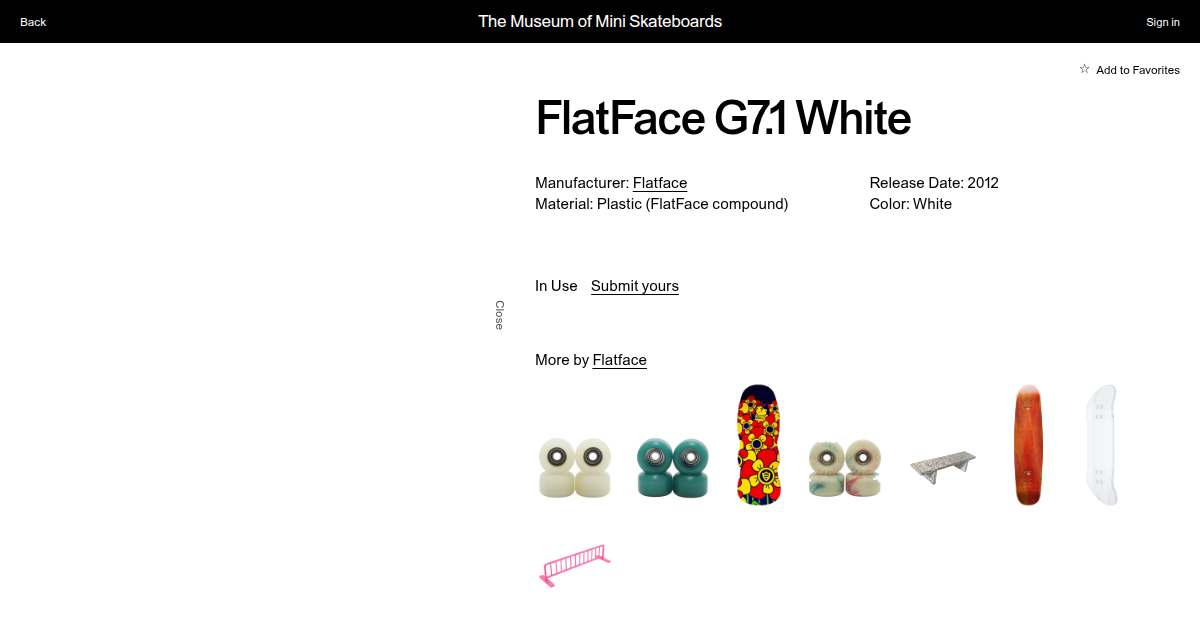 Back
The Museum of Mini Skateboards
Sign in
☆ Add to Favorites
FlatFace G7.1 White
Manufacturer: Flatface
Release Date: 2012
Material: Plastic (FlatFace compound)
Color: White
In Use Submit yours
Close
More by Flatface